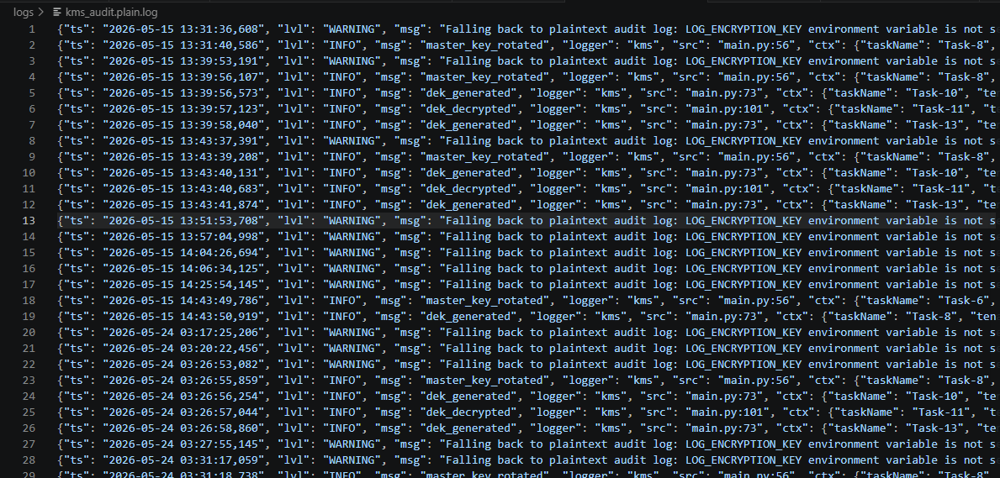 logs > kms_audit.plain.log
1 {"ts": "2026-05-15 13:31:36,608", "lvl": "WARNING", "msg": "Falling back to plaintext audit log: LOG_ENCRYPTION_KEY environment variable is not s
2 {"ts": "2026-05-15 13:31:40,586", "lvl": "INFO", "msg": "master_key_rotated", "logger": "kms", "src": "main.py:56", "ctx": {"taskName": "Task-8",
3 {"ts": "2026-05-15 13:39:53,191", "lvl": "WARNING", "msg": "Falling back to plaintext audit log: LOG_ENCRYPTION_KEY environment variable is not s
4 {"ts": "2026-05-15 13:39:56,107", "lvl": "INFO", "msg": "master_key_rotated", "logger": "kms", "src": "main.py:56", "ctx": {"taskName": "Task-8",
5 {"ts": "2026-05-15 13:39:56,573", "lvl": "INFO", "msg": "dek_generated", "logger": "kms", "src": "main.py:73", "ctx": {"taskName": "Task-10", "te
6 {"ts": "2026-05-15 13:39:57,123", "lvl": "INFO", "msg": "dek_decrypted", "logger": "kms", "src": "main.py:101", "ctx": {"taskName": "Task-11", "t
7 {"ts": "2026-05-15 13:39:58,040", "lvl": "INFO", "msg": "dek_generated", "logger": "kms", "src": "main.py:73", "ctx": {"taskName": "Task-13", "te
8 {"ts": "2026-05-15 13:43:37,391", "lvl": "WARNING", "msg": "Falling back to plaintext audit log: LOG_ENCRYPTION_KEY environment variable is not s
9 {"ts": "2026-05-15 13:43:39,208", "lvl": "INFO", "msg": "master_key_rotated", "logger": "kms", "src": "main.py:56", "ctx": {"taskName": "Task-8",
10 {"ts": "2026-05-15 13:43:40,131", "lvl": "INFO", "msg": "dek_generated", "logger": "kms", "src": "main.py:73", "ctx": {"taskName": "Task-10", "te
11 {"ts": "2026-05-15 13:43:40,683", "lvl": "INFO", "msg": "dek_decrypted", "logger": "kms", "src": "main.py:101", "ctx": {"taskName": "Task-11", "t
12 {"ts": "2026-05-15 13:43:41,874", "lvl": "INFO", "msg": "dek_generated", "logger": "kms", "src": "main.py:73", "ctx": {"taskName": "Task-13", "te
13 {"ts": "2026-05-15 13:51:53,708", "lvl": "WARNING", "msg": "Falling back to plaintext audit log: LOG_ENCRYPTION_KEY environment variable is not s
14 {"ts": "2026-05-15 13:57:04,998", "lvl": "WARNING", "msg": "Falling back to plaintext audit log: LOG_ENCRYPTION_KEY environment variable is not s
15 {"ts": "2026-05-15 14:04:26,694", "lvl": "WARNING", "msg": "Falling back to plaintext audit log: LOG_ENCRYPTION_KEY environment variable is not s
16 {"ts": "2026-05-15 14:06:34,125", "lvl": "WARNING", "msg": "Falling back to plaintext audit log: LOG_ENCRYPTION_KEY environment variable is not s
17 {"ts": "2026-05-15 14:25:54,145", "lvl": "WARNING", "msg": "Falling back to plaintext audit log: LOG_ENCRYPTION_KEY environment variable is not s
18 {"ts": "2026-05-15 14:43:49,786", "lvl": "INFO", "msg": "master_key_rotated", "logger": "kms", "src": "main.py:56", "ctx": {"taskName": "Task-6",
19 {"ts": "2026-05-15 14:43:50,919", "lvl": "INFO", "msg": "dek_generated", "logger": "kms", "src": "main.py:73", "ctx": {"taskName": "Task-8", "ten
20 {"ts": "2026-05-24 03:17:25,206", "lvl": "WARNING", "msg": "Falling back to plaintext audit log: LOG_ENCRYPTION_KEY environment variable is not s
21 {"ts": "2026-05-24 03:20:22,456", "lvl": "WARNING", "msg": "Falling back to plaintext audit log: LOG_ENCRYPTION_KEY environment variable is not s
22 {"ts": "2026-05-24 03:26:53,082", "lvl": "WARNING", "msg": "Falling back to plaintext audit log: LOG_ENCRYPTION_KEY environment variable is not s
23 {"ts": "2026-05-24 03:26:55,859", "lvl": "INFO", "msg": "master_key_rotated", "logger": "kms", "src": "main.py:56", "ctx": {"taskName": "Task-8",
24 {"ts": "2026-05-24 03:26:56,254", "lvl": "INFO", "msg": "dek_generated", "logger": "kms", "src": "main.py:73", "ctx": {"taskName": "Task-10", "te
25 {"ts": "2026-05-24 03:26:57,044", "lvl": "INFO", "msg": "dek_decrypted", "logger": "kms", "src": "main.py:101", "ctx": {"taskName": "Task-11", "t
26 {"ts": "2026-05-24 03:26:58,860", "lvl": "INFO", "msg": "dek_generated", "logger": "kms", "src": "main.py:73", "ctx": {"taskName": "Task-13", "te
27 {"ts": "2026-05-24 03:27:55,145", "lvl": "WARNING", "msg": "Falling back to plaintext audit log: LOG_ENCRYPTION_KEY environment variable is not s
28 {"ts": "2026-05-24 03:31:17,059", "lvl": "WARNING", "msg": "Falling back to plaintext audit log: LOG_ENCRYPTION_KEY environment variable is not s
29 {"ts": "2026-05-24 03:31:18,738", "lvl": "INFO", "msg": "master_key_rotated", "logger": "kms", "src": "main.py:56", "ctx": {"taskName": "Task-8",